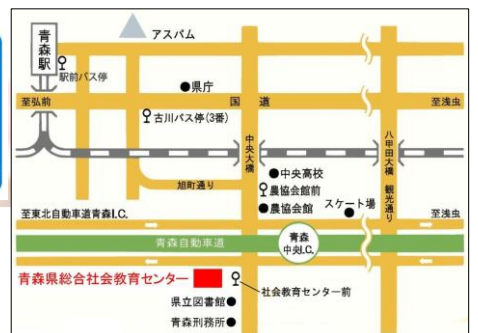 アスパム
青森駅
駅前バス停
県庁
至弘前
国道
至浅虫
古川バス停(3番)
中央大橋
八甲田大橋 観光通り
中央高校
旭町通り
農協会館前
農協会館
スケート場
至東北自動車道青森I.C.
至浅虫
青森自動車道
青森中央I.C.
青森県総合社会教育センター
社会教育センター前
県立図書館
青森刑務所